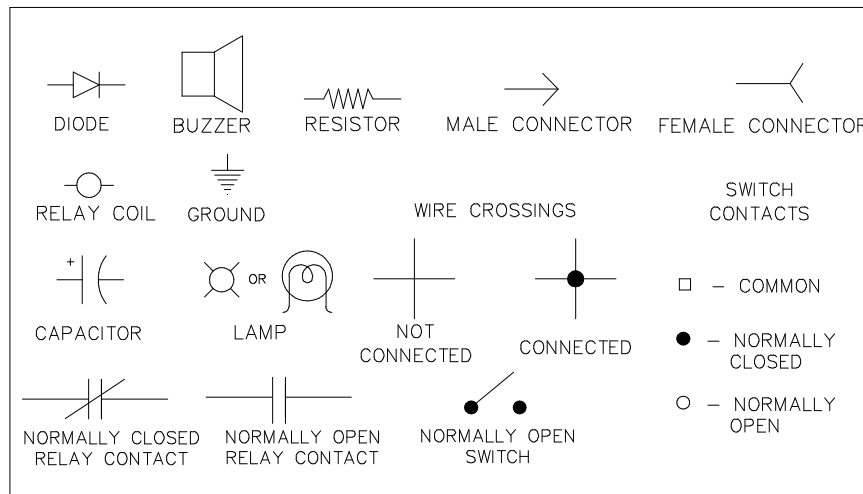 DIODE
BUZZER
RESISTOR
MALE CONNECTOR
FEMALE CONNECTOR
RELAY COIL
GROUND
WIRE CROSSINGS
SWITCH
CONTACTS
+
OR
CAPACITOR
LAMP
NOT
CONNECTED
CONNECTED
– COMMON
– NORMALLY
CLOSED
– NORMALLY
OPEN
NORMALLY CLOSED
RELAY CONTACT
NORMALLY OPEN
RELAY CONTACT
NORMALLY OPEN
SWITCH